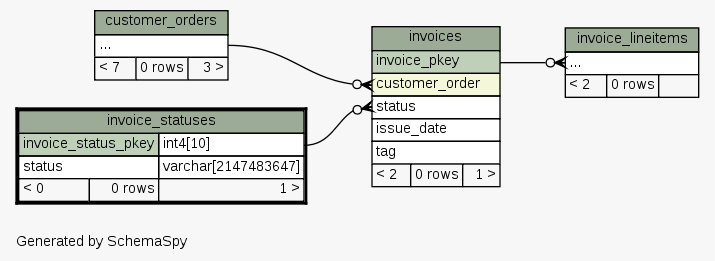 customer_orders
...
< 7 0 rows 3 >
invoice_statuses
invoice_status_pkey int4[10]
status varchar[2147483647]
< 0 0 rows 1 >
invoices
invoice_pkey
customer_order
status
issue_date
tag
< 2 0 rows 1 >
invoice_lineitems
...
< 2 0 rows
Generated by SchemaSpy